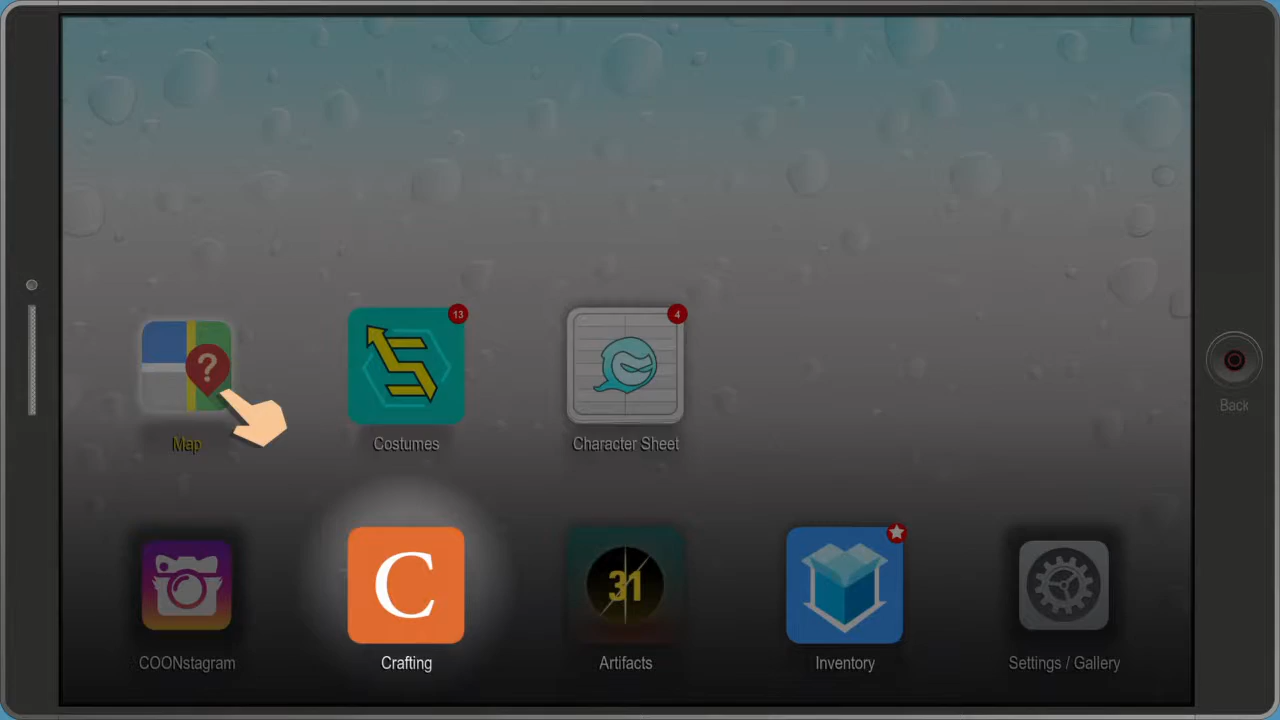 13
4
?
Map
Costumes
Character Sheet
Back
C
31
COONstagram
Crafting
Artifacts
Inventory
Settings / Gallery